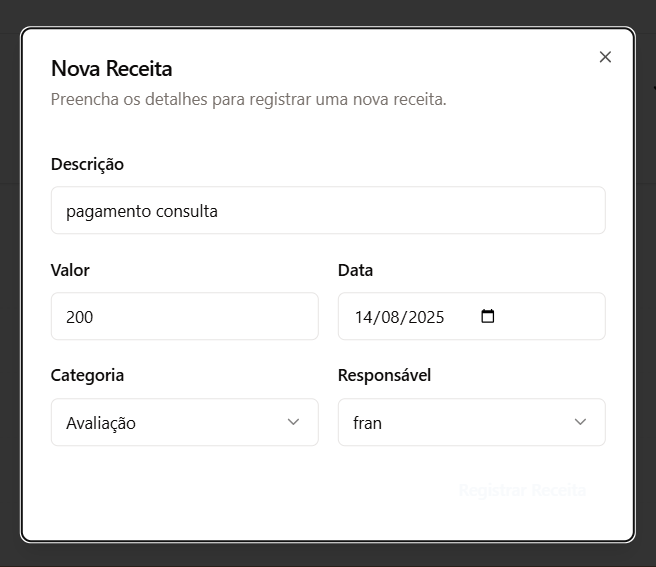 Nova Receita
Preencha os detalhes para registrar uma nova receita.
Descrição
pagamento consulta
Valor
Data
200
14/08/2025
Categoria
Responsável
Avaliação
fran
Registrar Receita